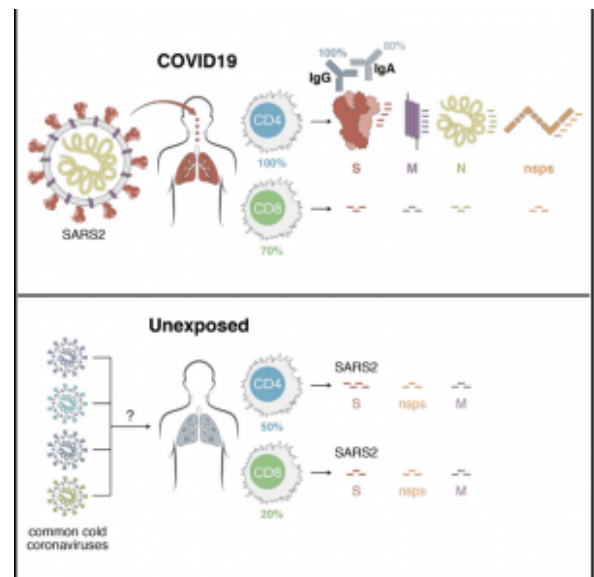 COVID19
100%
80%
IgG
IgA
CD4
100%
S
M
N
nsps
CD8
70%
SARS2
Unexposed
CD4
50%
SARS2
S
nsps
M
?
CD8
20%
SARS2
S
nsps
M
common cold
coronaviruses